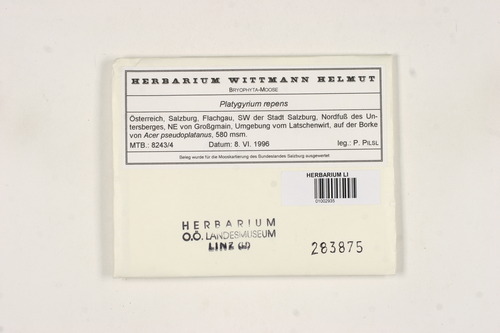 HERBARIUM WITTMANN HELMUT
BRYOPHYTA-MOOSE
Platygyrium repens
Österreich, Salzburg, Flachgau, SW der Stadt Salzburg, Nordfuß des Un-
tersberges, NE von Großgmain, Umgebung vom Latschenwirt, auf der Borke
von Acer pseudoplatanus, 580 msm.
MTB.: 8243/4 Datum: 8. VI. 1996 leg.: P. PILSL
Beleg wurde für die Mooskartierung des Bundeslandes Salzburg ausgewertet
HERBARIUM LI
01002935
HERBARIUM
O.Ö. LANDESMUSEUM
LINZ
283875